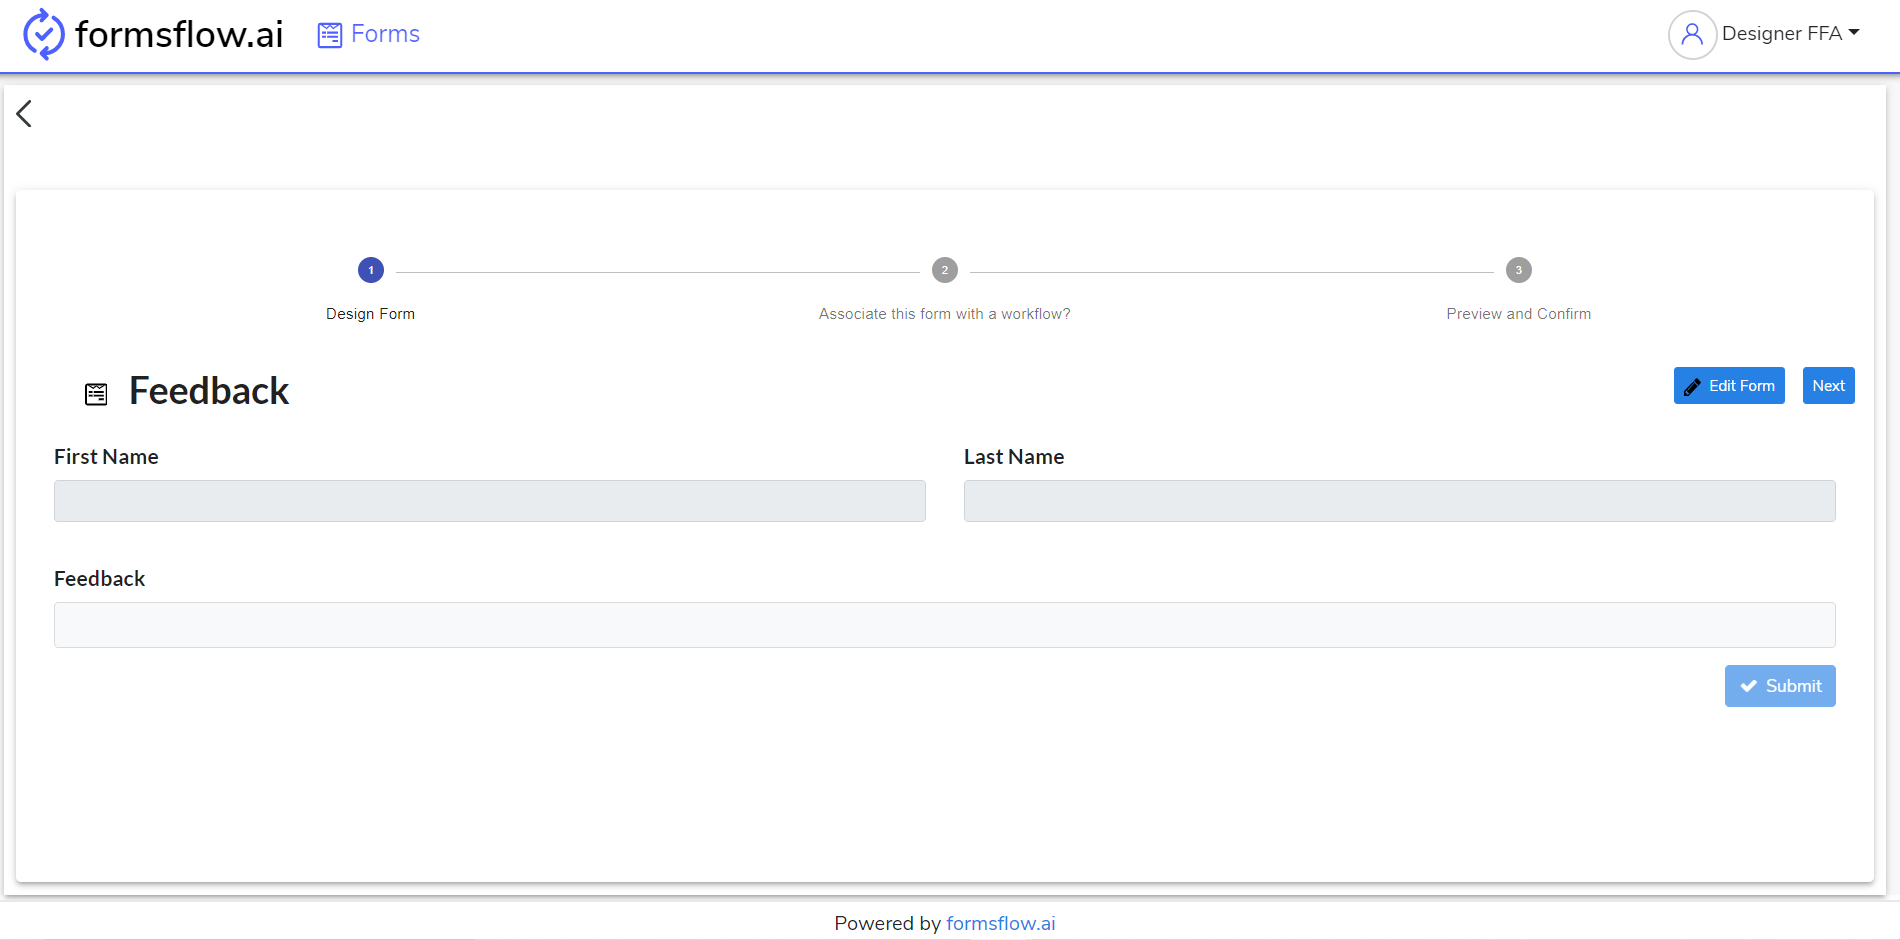 formsflow.ai Forms Designer FFA
1 2 3
Design Form Associate this form with a workflow? Preview and Confirm
Feedback Edit Form Next
First Name Last Name
Feedback
Submit
Powered by formsflow.ai